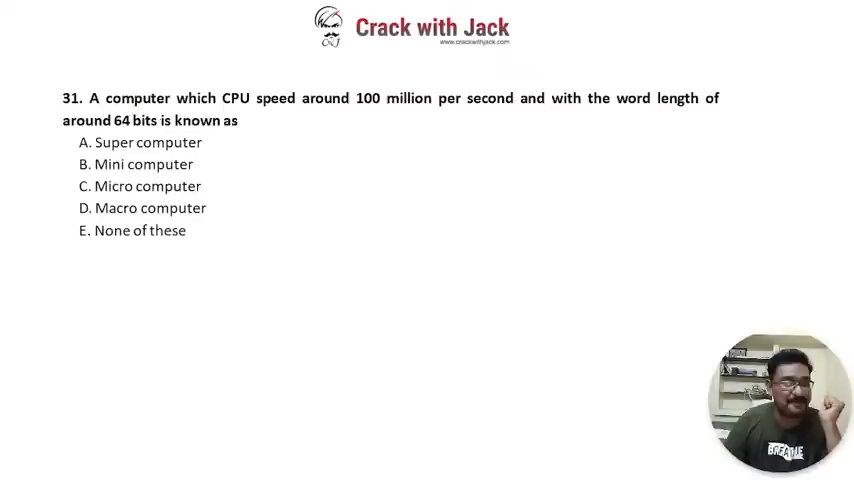 Crack with Jack
CWJ
www.crackwithjack.com
31. A computer which CPU speed around 100 million per second and with the word length of
around 64 bits is known as
A. Super computer
B. Mini computer
C. Micro computer
D. Macro computer
E. None of these
BREATHE